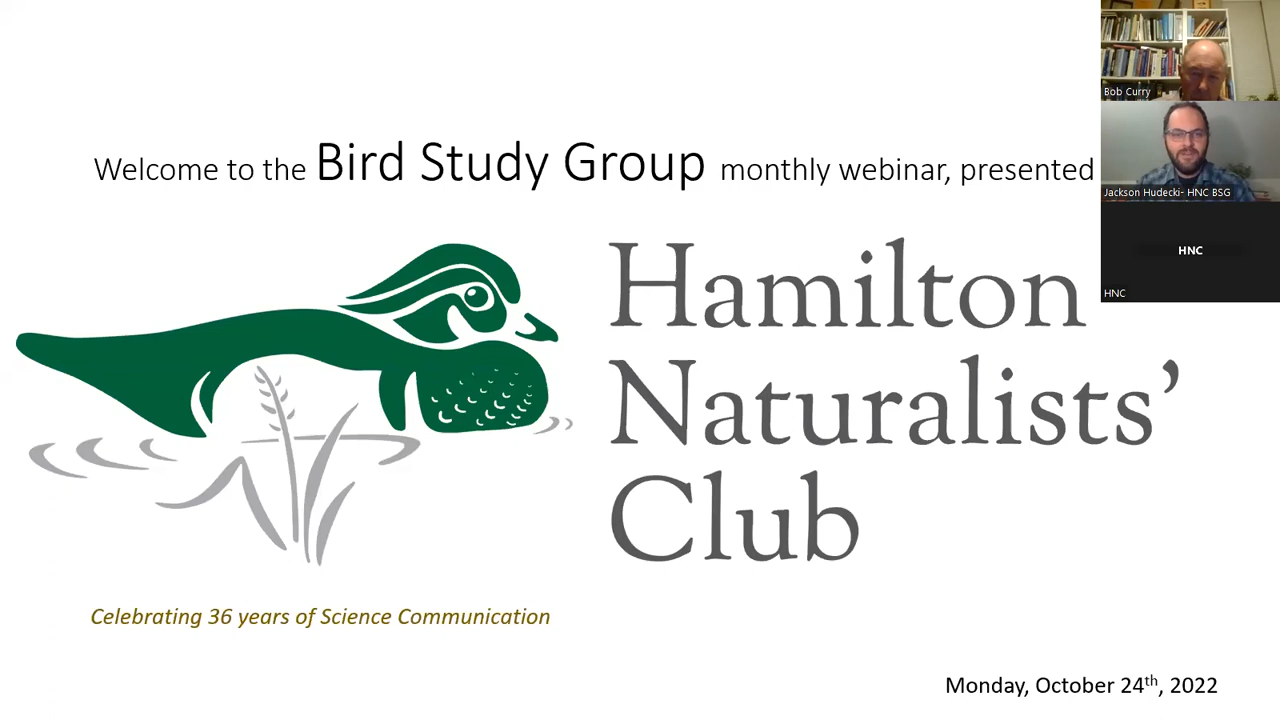 Welcome to the Bird Study Group monthly webinar, presented
Bob Curry
Jackson Hudecki- HNC BSG
HNC
HNC
Hamilton
Naturalists’
Club
Celebrating 36 years of Science Communication
Monday, October 24th, 2022